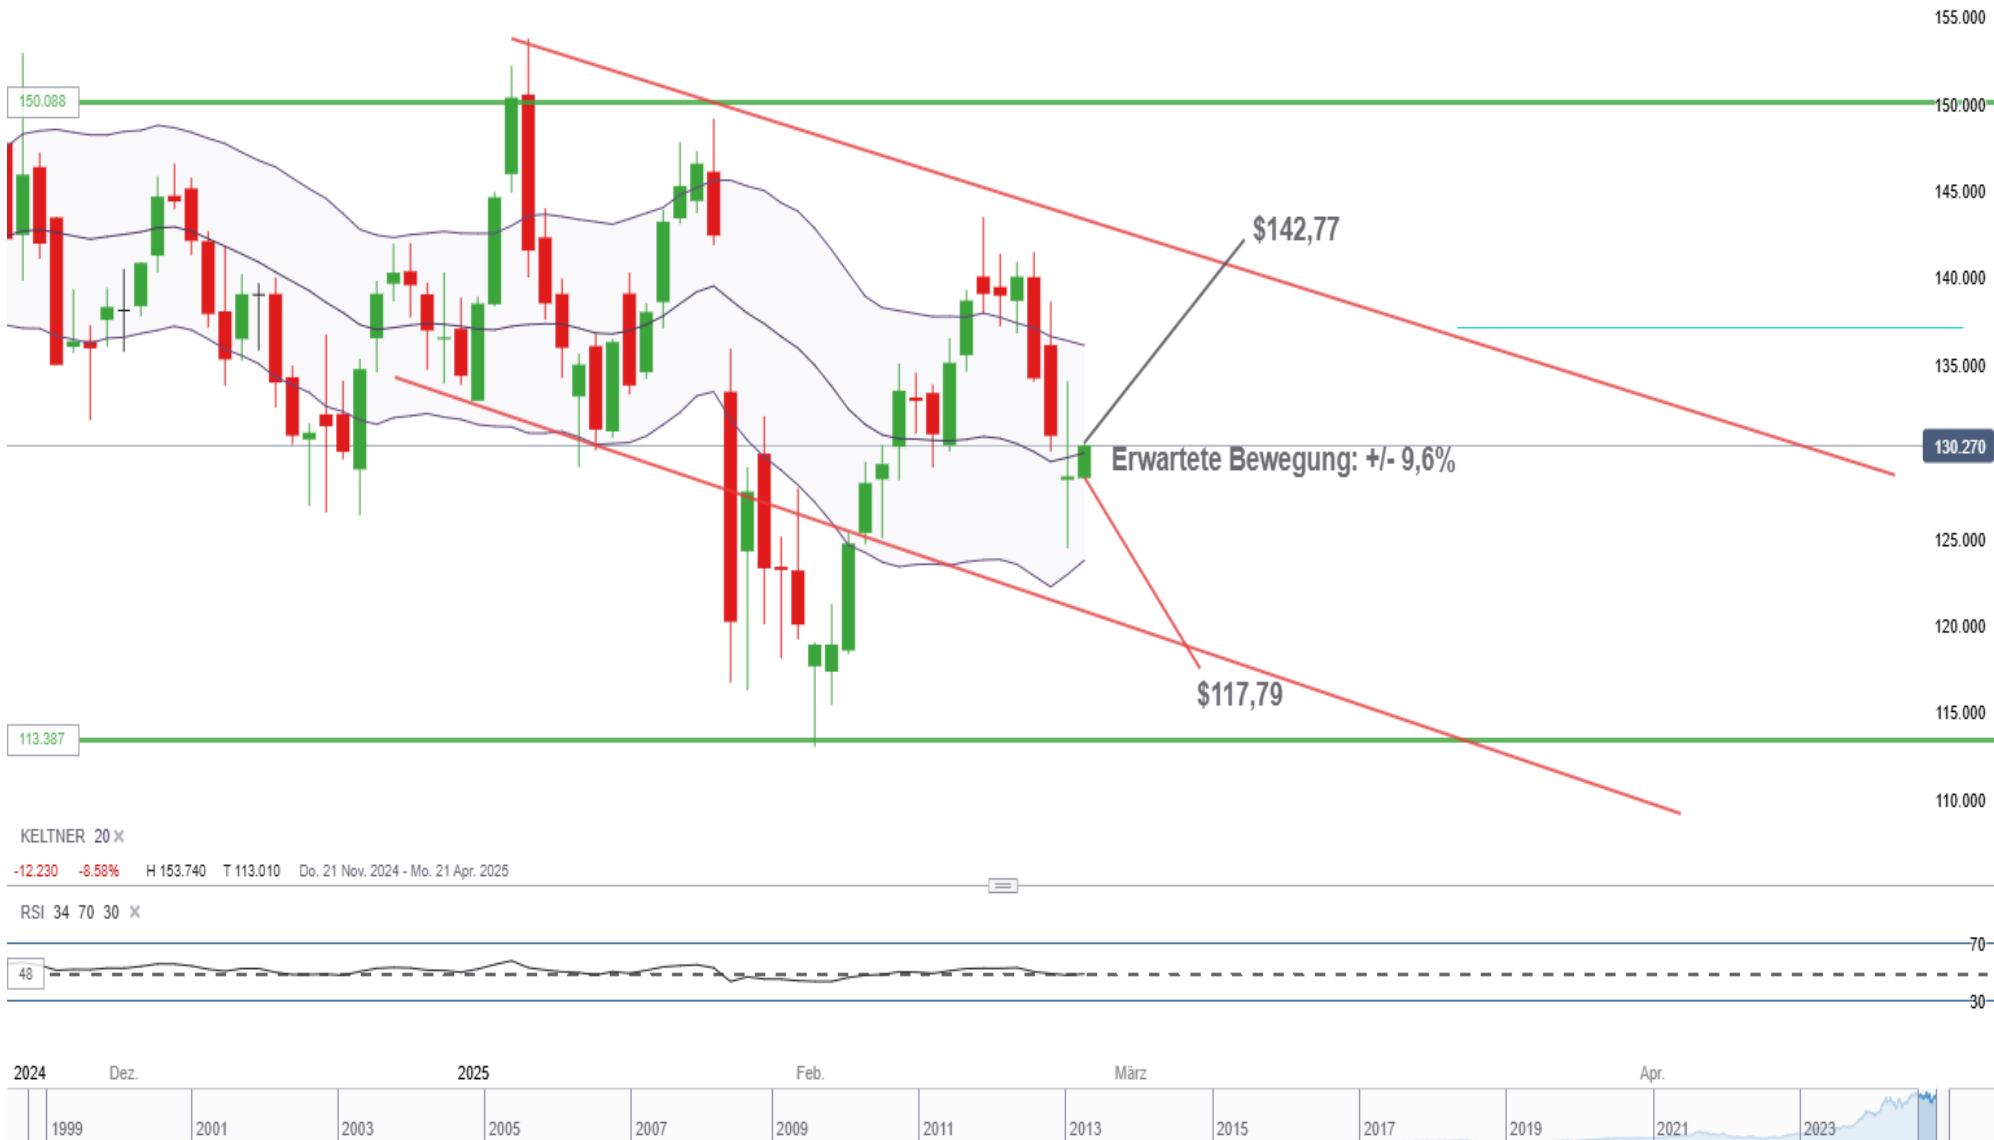 155.000
150.088
150.000
145.000
$142,77
140.000
135.000
130.270
Erwartete Bewegung: +/- 9,6%
125.000
120.000
$117,79
115.000
113.387
110.000
KELTNER 20
-12.230 -8.58% H 153.740 T 113.010 Do. 21 Nov. 2024 - Mo. 21 Apr. 2025
RSI 34 70 30
70
48
30
2024 Dez. 2025 Feb. März Apr.
1999 2001 2003 2005 2007 2009 2011 2013 2015 2017 2019 2021 2023